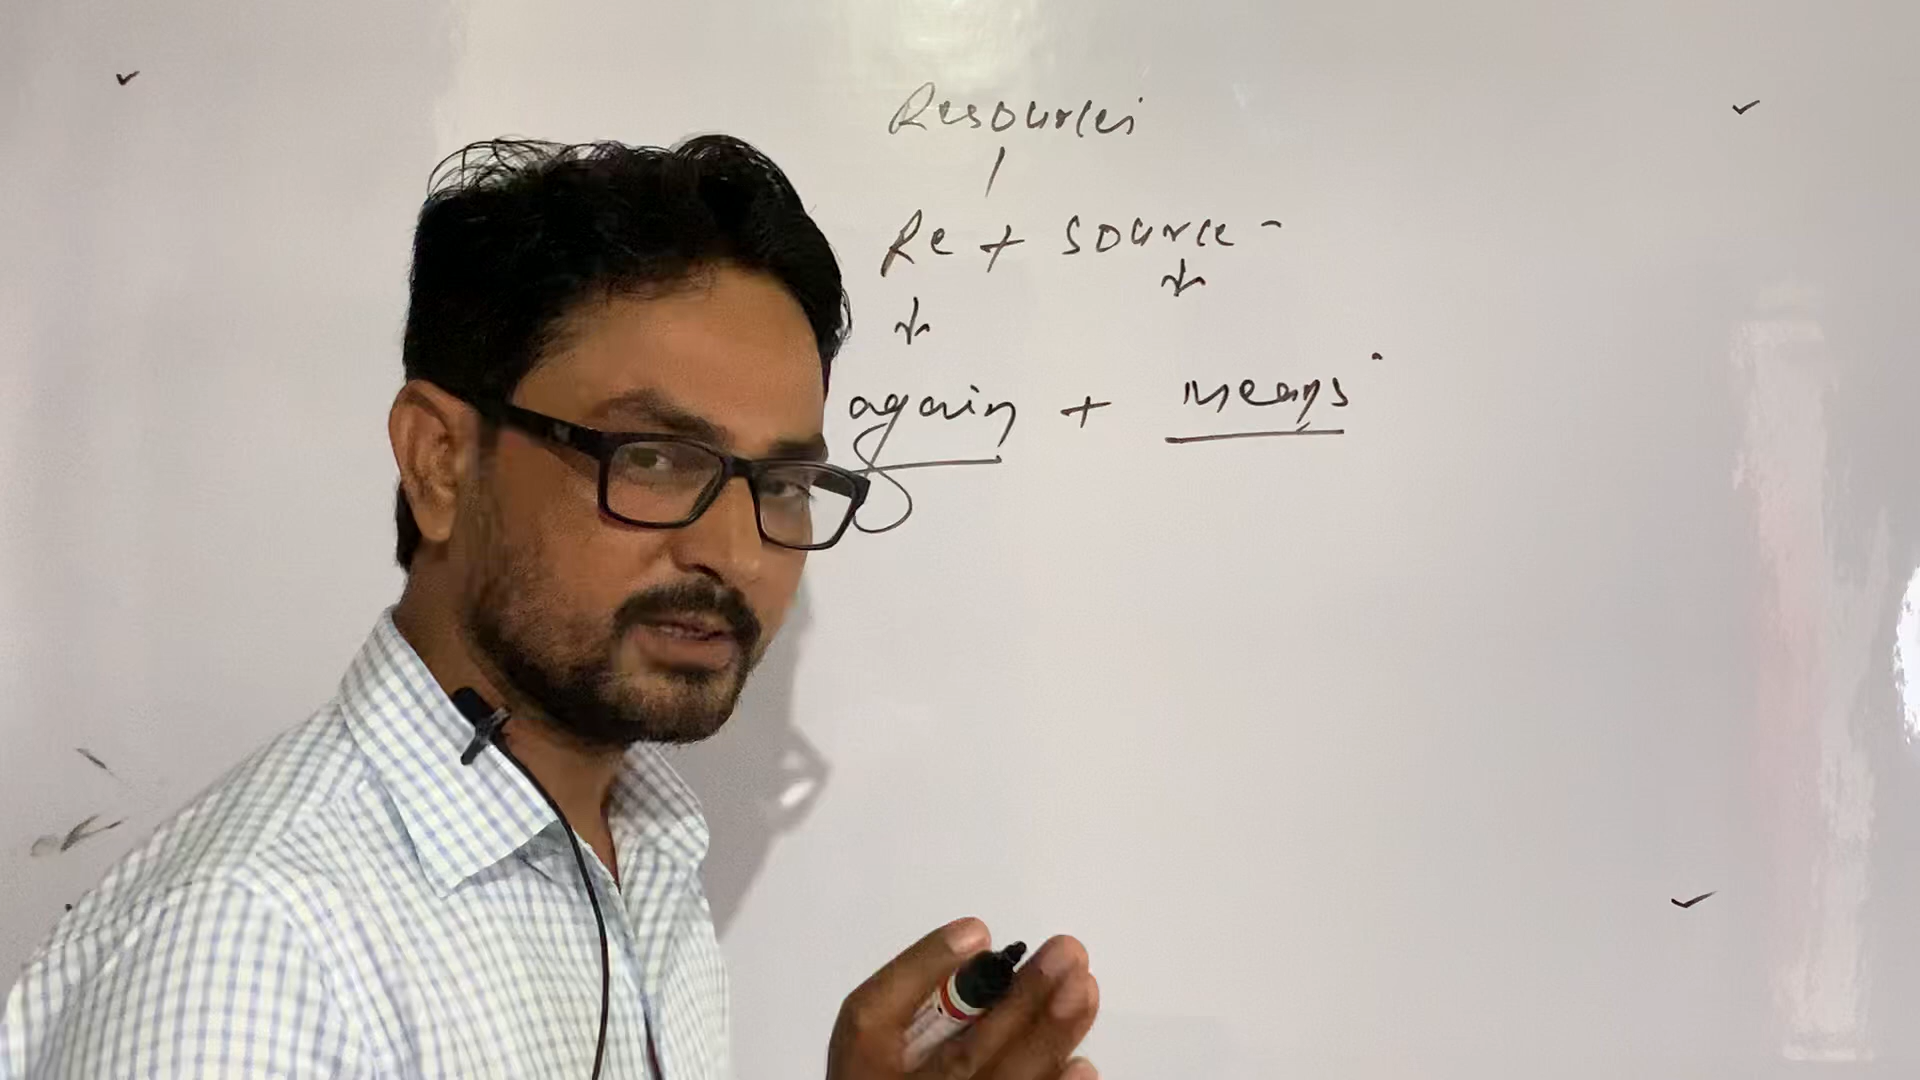 Resources
Re + source -
again + means